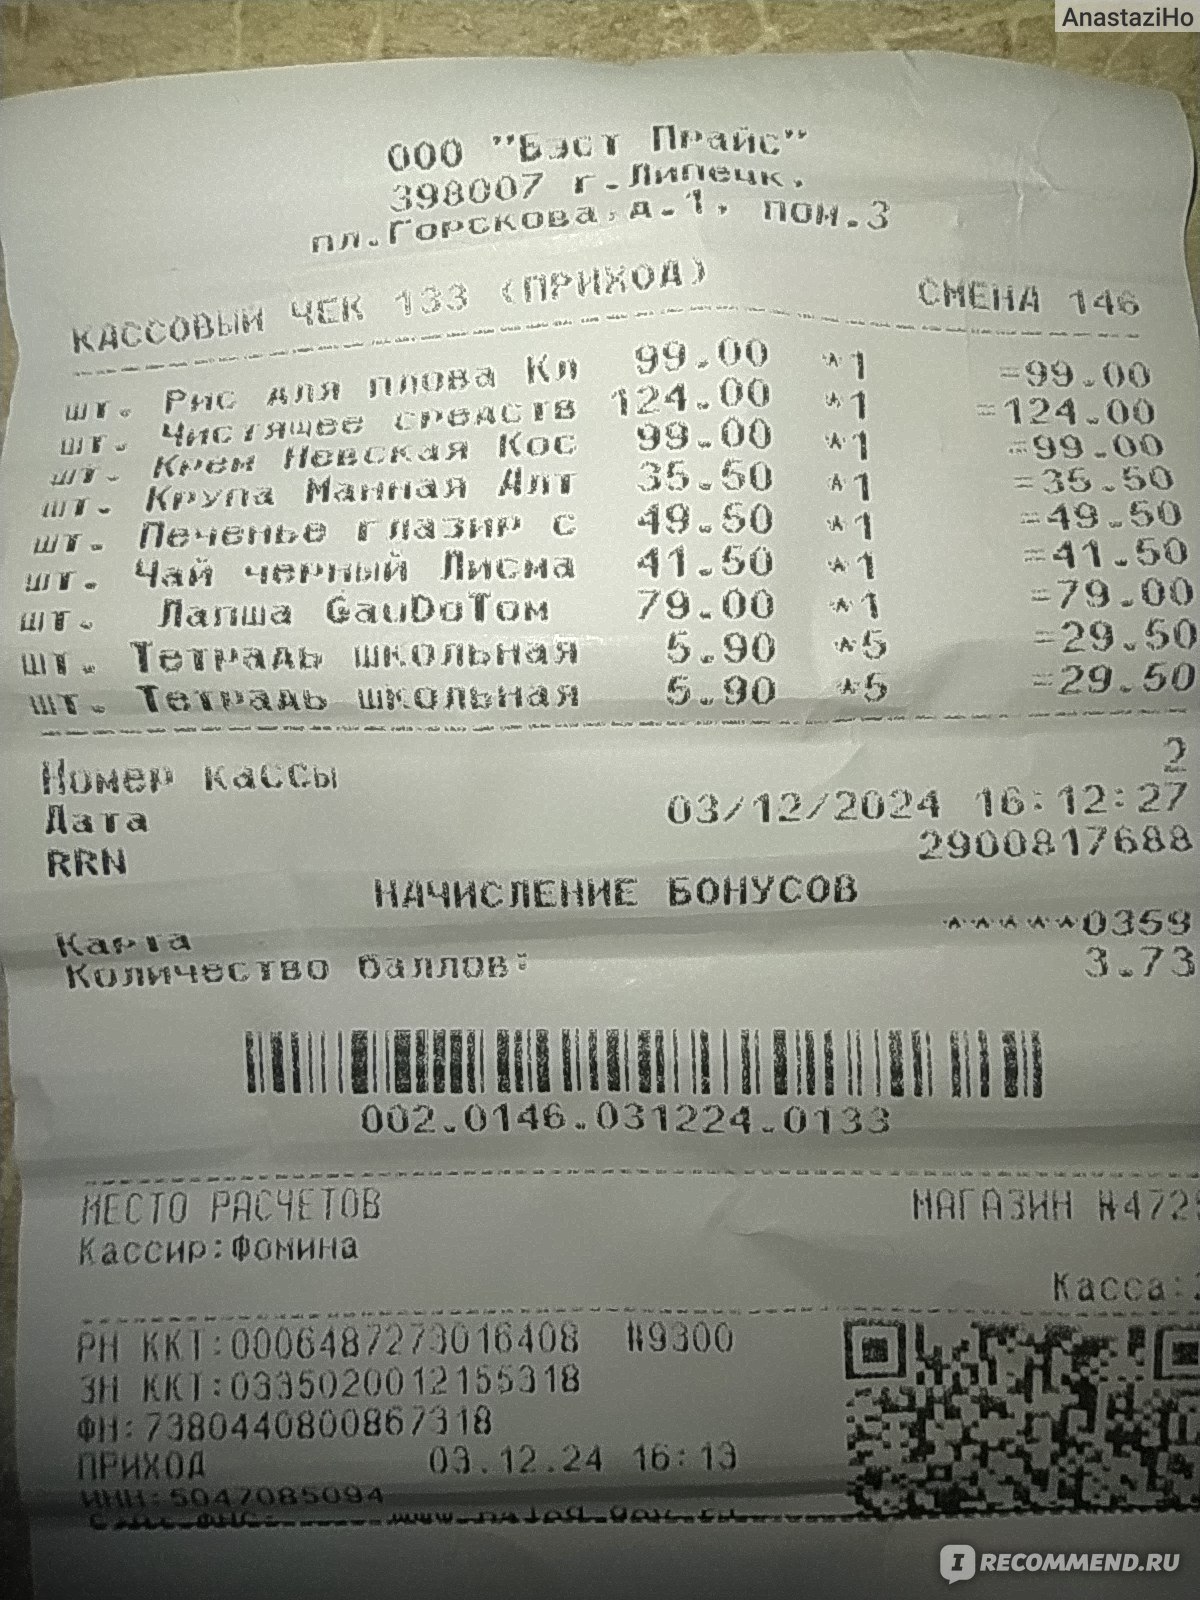 AnastaziHo
ООО "Бэст Прайс"
398007 г.Липецк,
пл.Горскова,д.1, пом.3
КАССОВЫЙ ЧЕК 133 (ПРИХОД) СМЕНА 146
шт. Рис для плова Кл 99.00 *1 =99.00
шт. Чистящее средств 124.00 *1 =124.00
шт. Крем Невская Кос 99.00 *1 =99.00
шт. Крупа Манная Алт 35.50 *1 =35.50
шт. Печенье глазир с 49.50 *1 =49.50
шт. Чай черный Лисма 41.50 *1 =41.50
шт. Лапша GauDoТом 79.00 *1 =79.00
шт. Тетрадь школьная 5.90 *5 =29.50
шт. Тетрадь школьная 5.90 *5 =29.50
Номер кассы 2
Дата 03/12/2024 16:12:27
RRN 2900817688
НАЧИСЛЕНИЕ БОНУСОВ
Карта *****0359
Количество баллов: 3.73
002.0146.031224.0133
МЕСТО РАСЧЕТОВ МАГАЗИН №472
Кассир:Фомина
Касса:
РН ККТ:0006487273016408 №9300
ЗН ККТ:0335020012155318
ФН:7380440800867318
ПРИХОД 03.12.24 16:13
ИНН:5047085094
RECOMMEND.RU